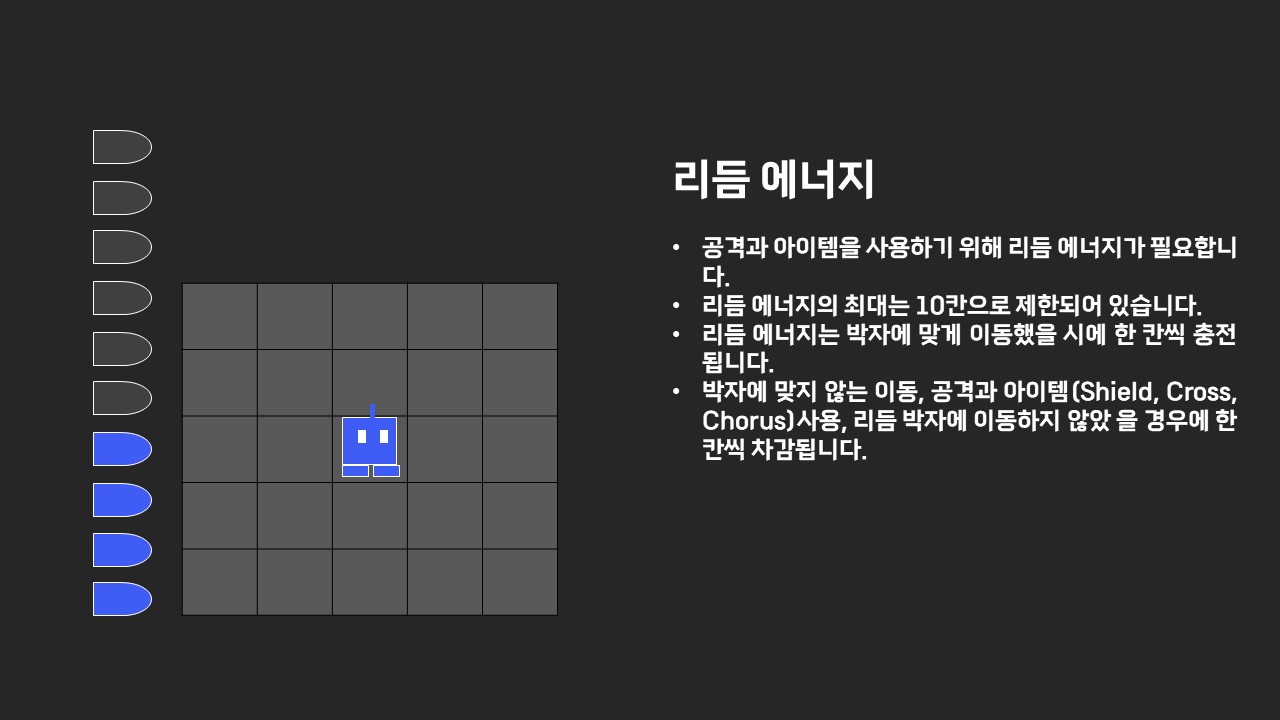 리듬 에너지
• 공격과 아이템을 사용하기 위해 리듬 에너지가 필요합니
다.
• 리듬 에너지의 최대는 10칸으로 제한되어 있습니다.
• 리듬 에너지는 박자에 맞게 이동했을 시에 한 칸씩 충전
됩니다.
• 박자에 맞지 않는 이동, 공격과 아이템(Shield, Cross,
Chorus)사용, 리듬 박자에 이동하지 않았 을 경우에 한
칸씩 차감됩니다.